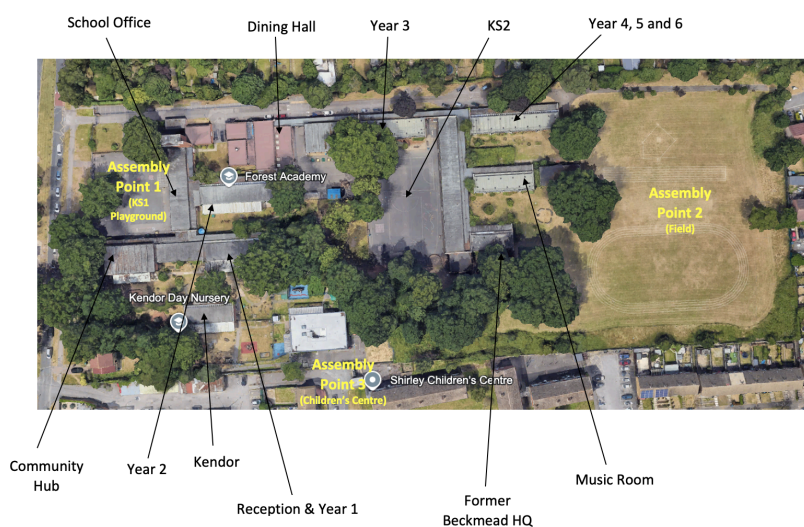 School Office
Dining Hall
Year 3
KS2
Year 4, 5 and 6
Assembly
Point 1
(KS1
Playground)
Forest Academy
Assembly
Point 2
(Field)
Kendor Day Nursery
Assembly
Point 3
(Children's Centre)
Shirley Children's Centre
Community
Hub
Year 2
Kendor
Reception & Year 1
Former
Beckmead HQ
Music Room